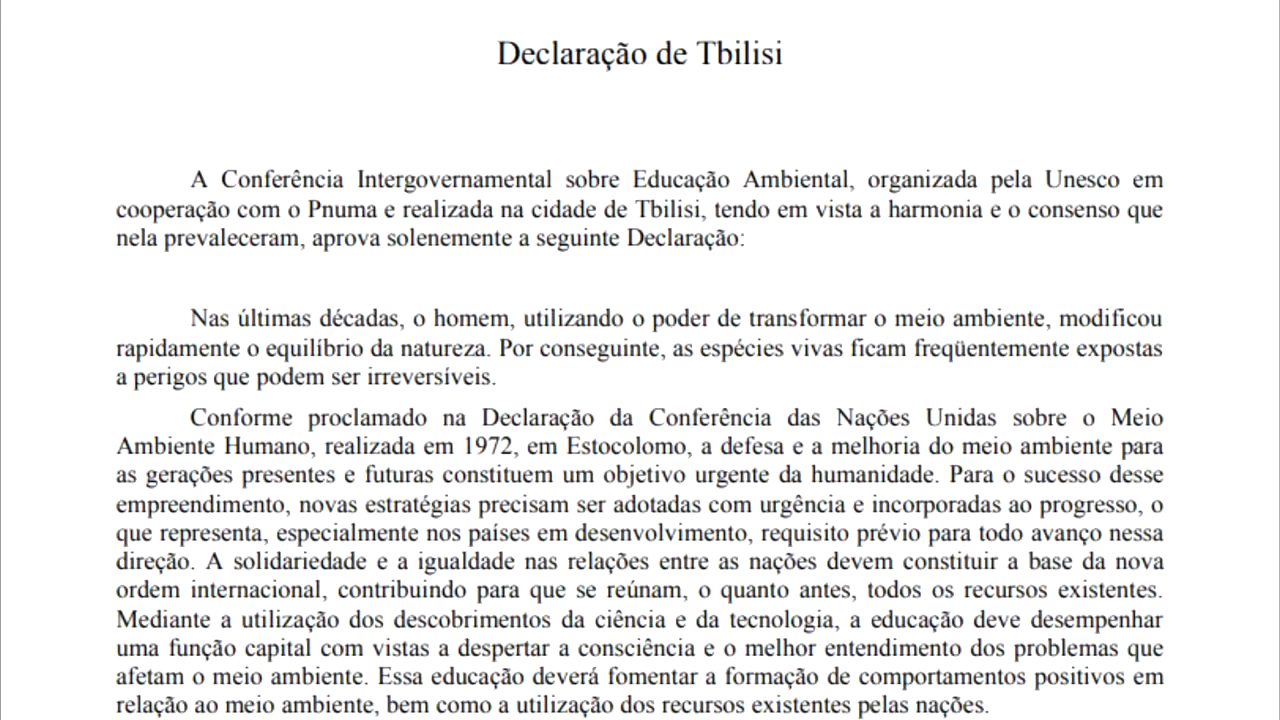 Declaração de Tbilisi
A Conferência Intergovernamental sobre Educação Ambiental, organizada pela Unesco em
cooperação com o Pnuma e realizada na cidade de Tbilisi, tendo em vista a harmonia e o consenso que
nela prevaleceram, aprova solenemente a seguinte Declaração:
Nas últimas décadas, o homem, utilizando o poder de transformar o meio ambiente, modificou
rapidamente o equilíbrio da natureza. Por conseguinte, as espécies vivas ficam freqüentemente expostas
a perigos que podem ser irreversíveis.
Conforme proclamado na Declaração da Conferência das Nações Unidas sobre o Meio
Ambiente Humano, realizada em 1972, em Estocolomo, a defesa e a melhoria do meio ambiente para
as gerações presentes e futuras constituem um objetivo urgente da humanidade. Para o sucesso desse
empreendimento, novas estratégias precisam ser adotadas com urgência e incorporadas ao progresso, o
que representa, especialmente nos países em desenvolvimento, requisito prévio para todo avanço nessa
direção. A solidariedade e a igualdade nas relações entre as nações devem constituir a base da nova
ordem internacional, contribuindo para que se reúnam, o quanto antes, todos os recursos existentes.
Mediante a utilização dos descobrimentos da ciência e da tecnologia, a educação deve desempenhar
uma função capital com vistas a despertar a consciência e o melhor entendimento dos problemas que
afetam o meio ambiente. Essa educação deverá fomentar a formação de comportamentos positivos em
relação ao meio ambiente, bem como a utilização dos recursos existentes pelas nações.